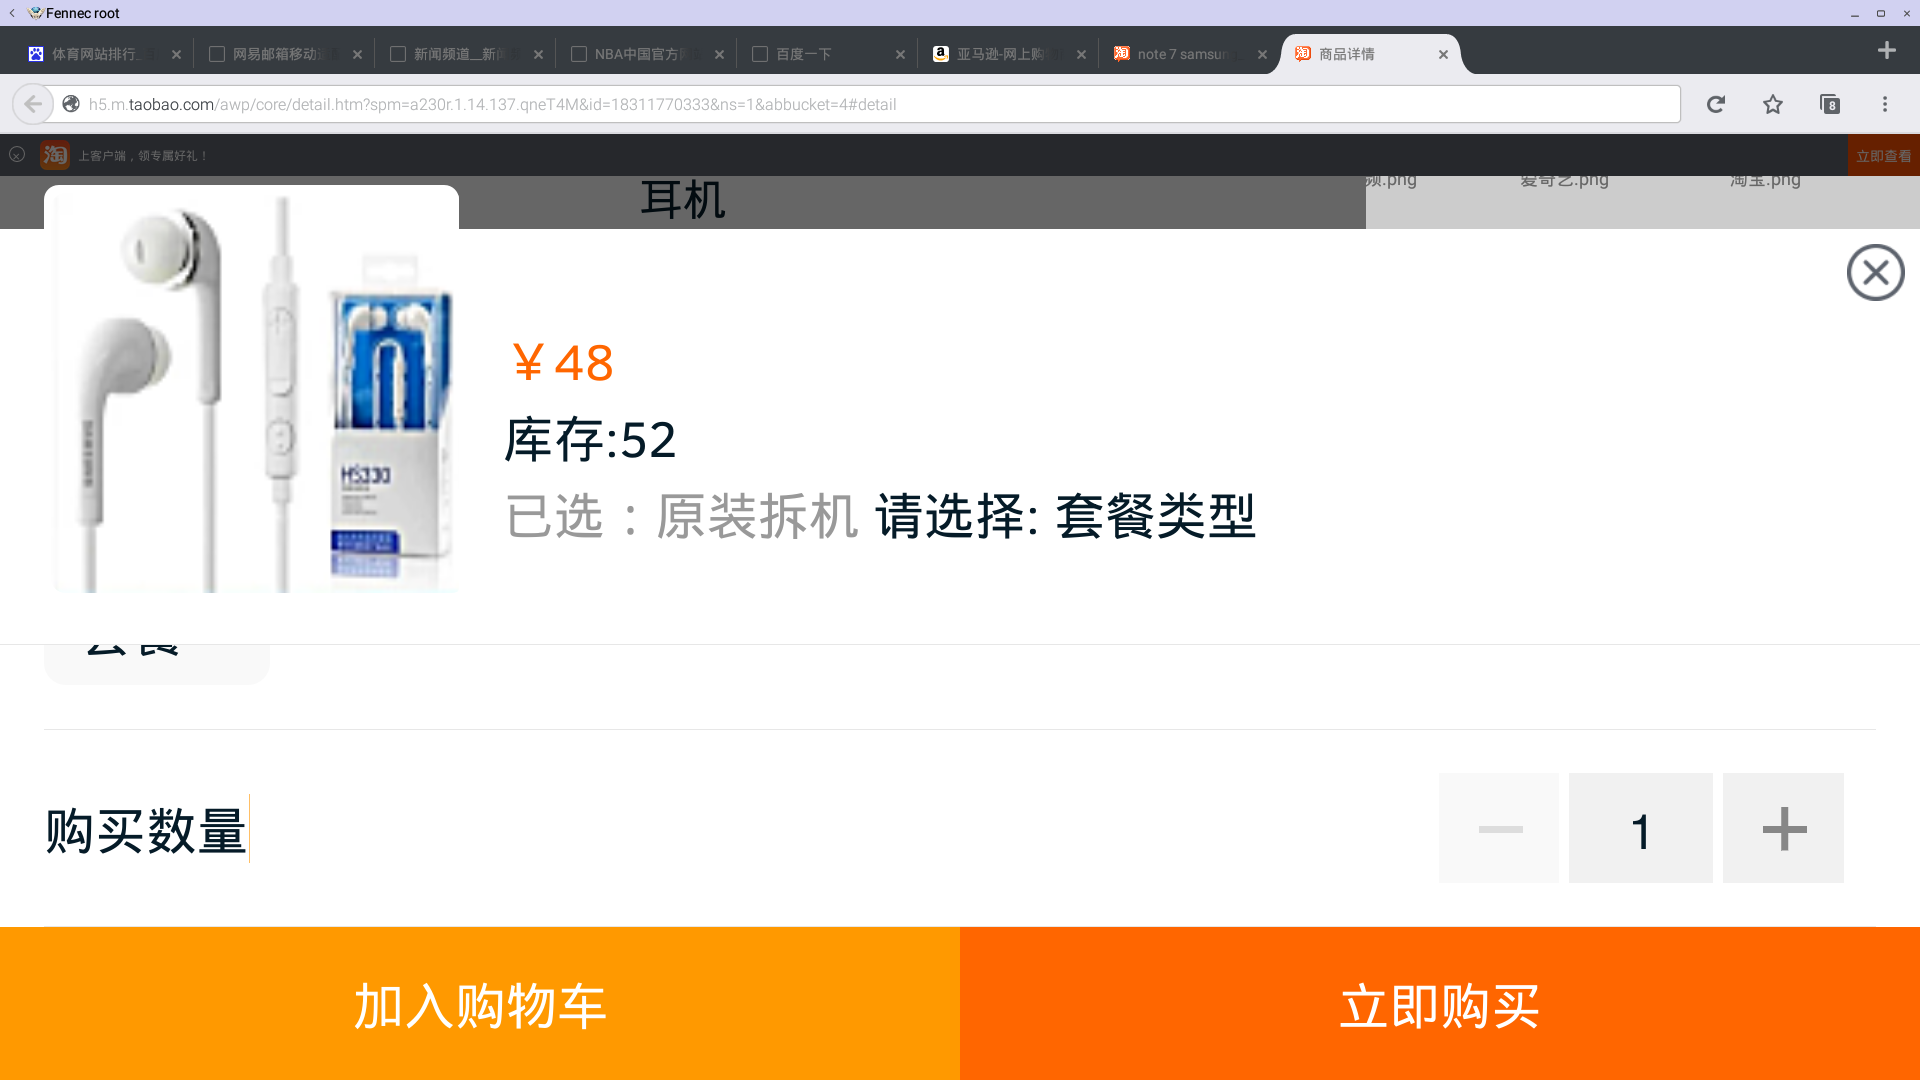 Fennec root
体育网站排行_
网易邮箱移动
新闻频道__新闻
NBA中国官方
百度一下
亚马逊-网上购
note 7 samsun
商品详情
h5.m.taobao.com/awp/core/detail.htm?spm=a230r.1.14.137.qneT4M&id=18311770333&ns=1&abbucket=4#detail
8
淘 上客户端，领专属好礼！
立即查看
耳机
频.png
爱奇艺.png
淘宝.png
HS330
￥48
库存:52
已选：原装拆机 请选择: 套餐类型
购买数量
1
加入购物车
立即购买